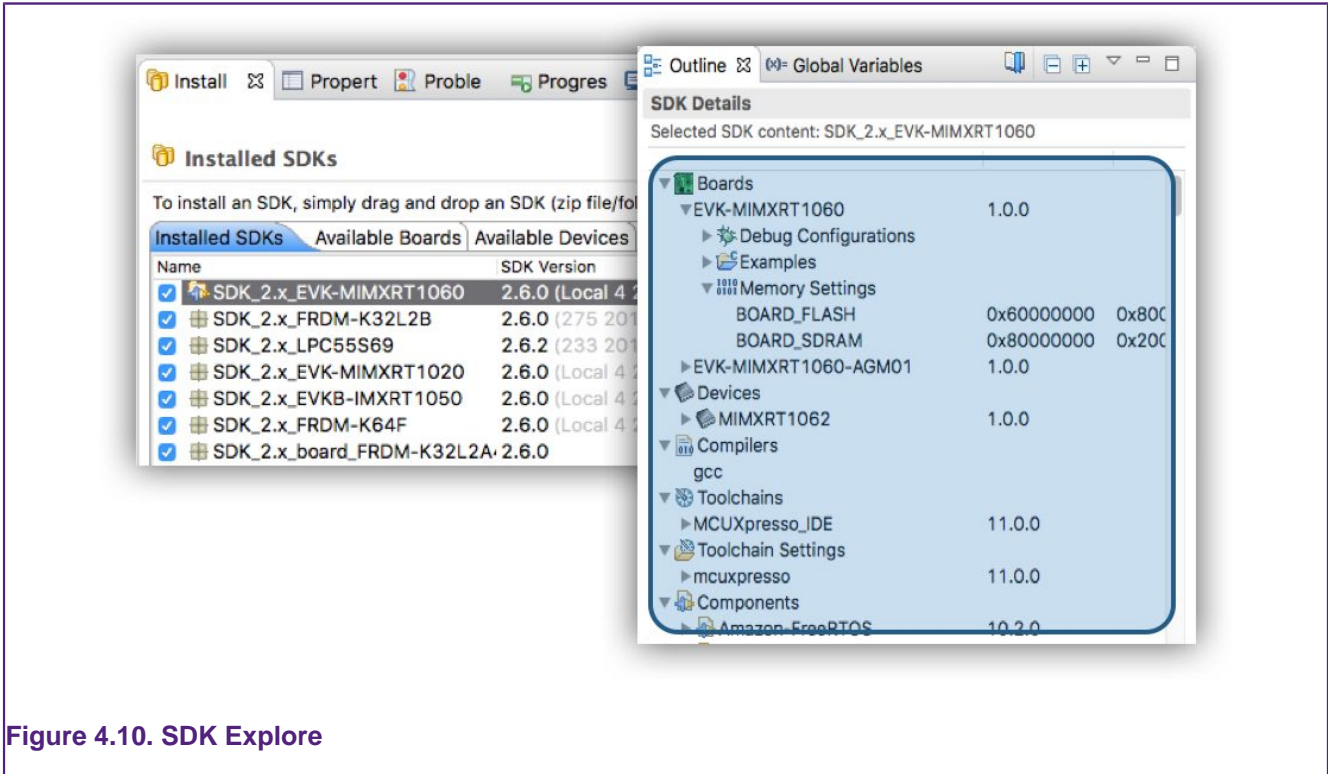 Install Propert Proble Progres
Installed SDKs
To install an SDK, simply drag and drop an SDK (zip file/fol
Installed SDKs Available Boards Available Devices
Name SDK Version
SDK_2.x_EVK-MIMXRT1060 2.6.0 (Local 4 2
SDK_2.x_FRDM-K32L2B 2.6.0 (275 201
SDK_2.x_LPC55S69 2.6.2 (233 201
SDK_2.x_EVK-MIMXRT1020 2.6.0 (Local 4 2
SDK_2.x_EVKB-IMXRT1050 2.6.0 (Local 4 2
SDK_2.x_FRDM-K64F 2.6.0 (Local 4 2
SDK_2.x_board_FRDM-K32L2A 2.6.0
Outline (x)= Global Variables
SDK Details
Selected SDK content: SDK_2.x_EVK-MIMXRT1060
Boards
EVK-MIMXRT1060 1.0.0
Debug Configurations
Examples
Memory Settings
BOARD_FLASH 0x60000000 0x800
BOARD_SDRAM 0x80000000 0x200
EVK-MIMXRT1060-AGM01 1.0.0
Devices
MIMXRT1062 1.0.0
Compilers
gcc
Toolchains
MCUXpresso_IDE 11.0.0
Toolchain Settings
mcuxpresso 11.0.0
Components
Amazon-FreeRTOS 10.2.0
Figure 4.10. SDK Explore